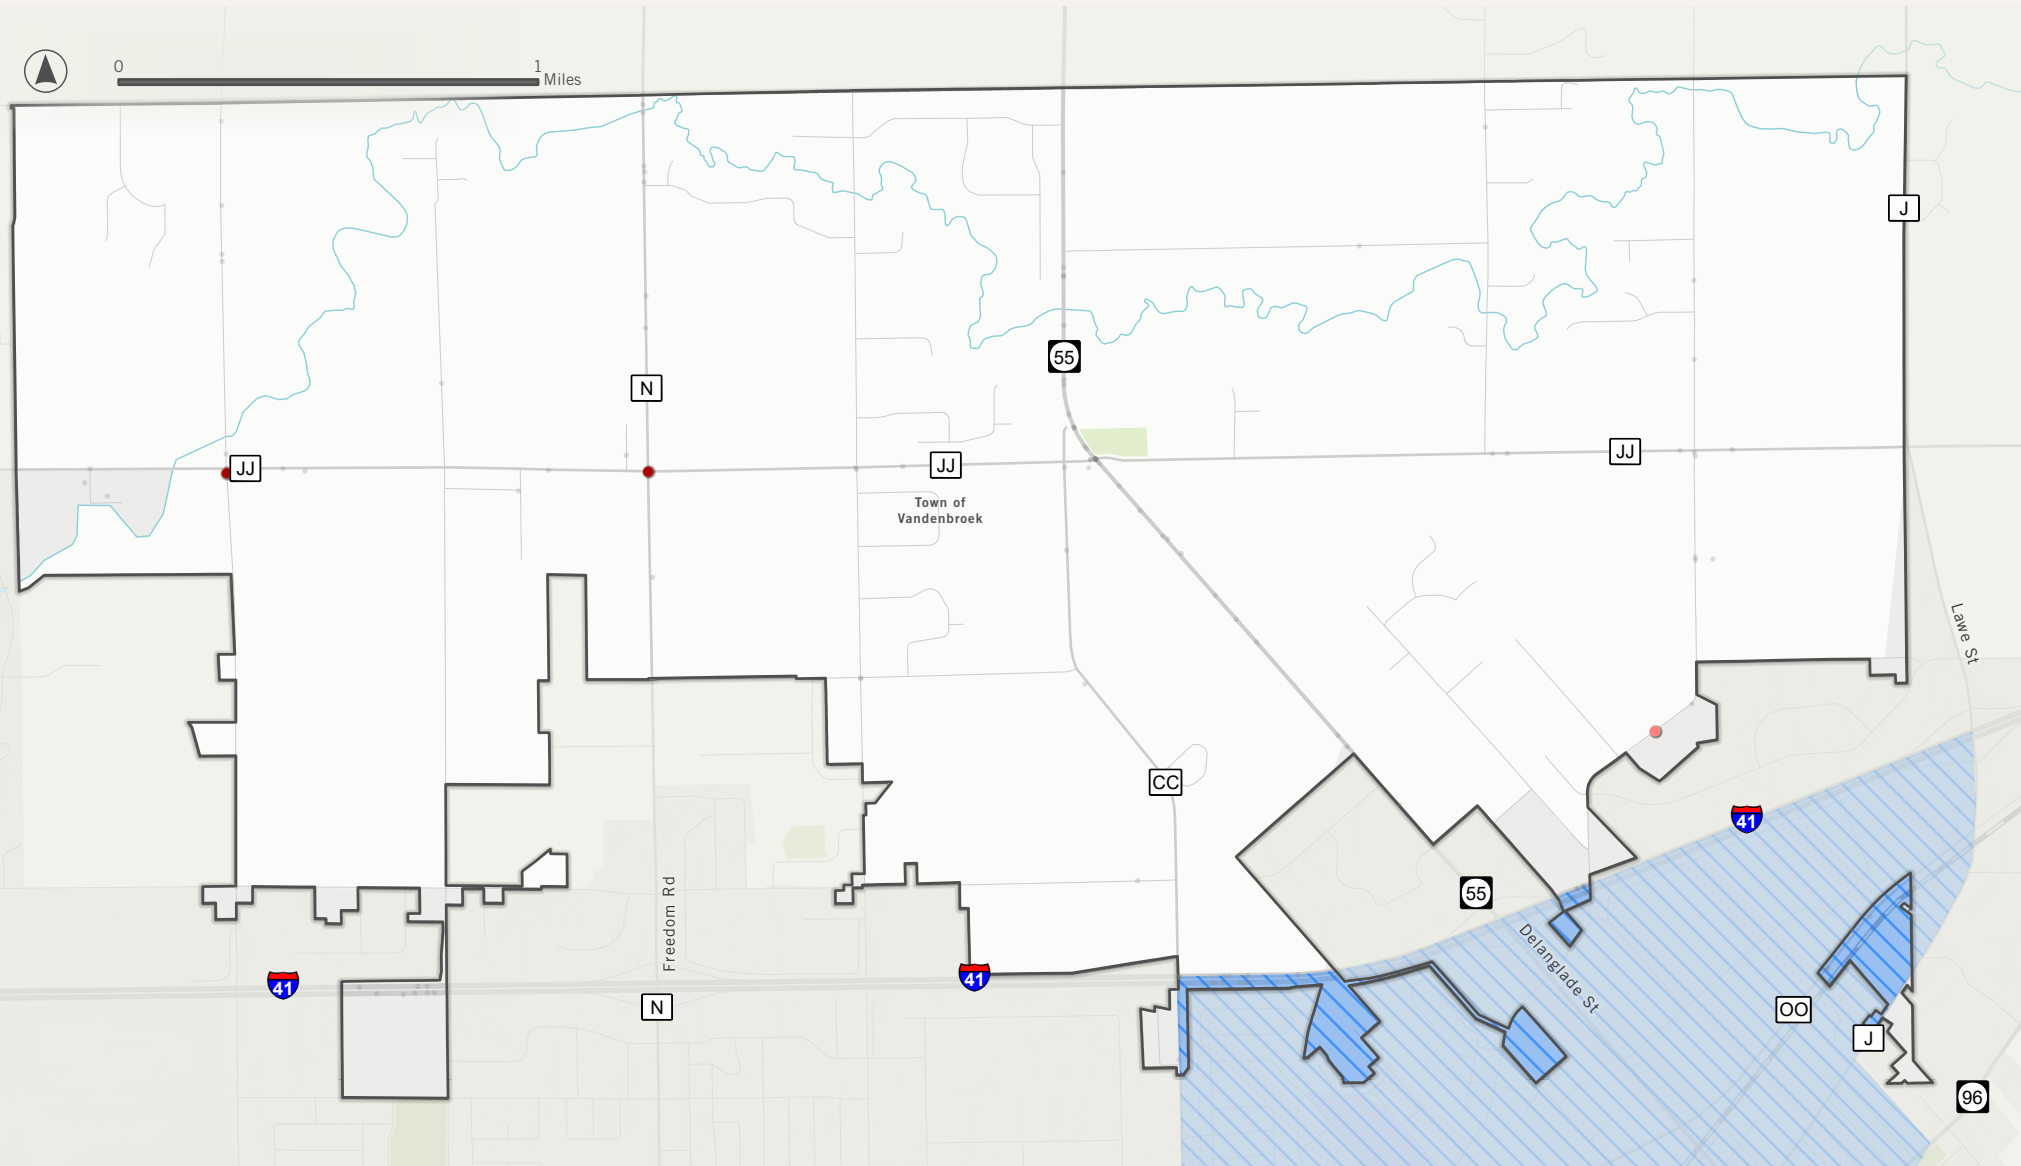 0 1
Miles
J
55
N
JJ
JJ
JJ
Town of
Vandenbroek
Lawe St
CC
41
55
Freedom Rd
Delanglade St
41
41
N
OO
J
96